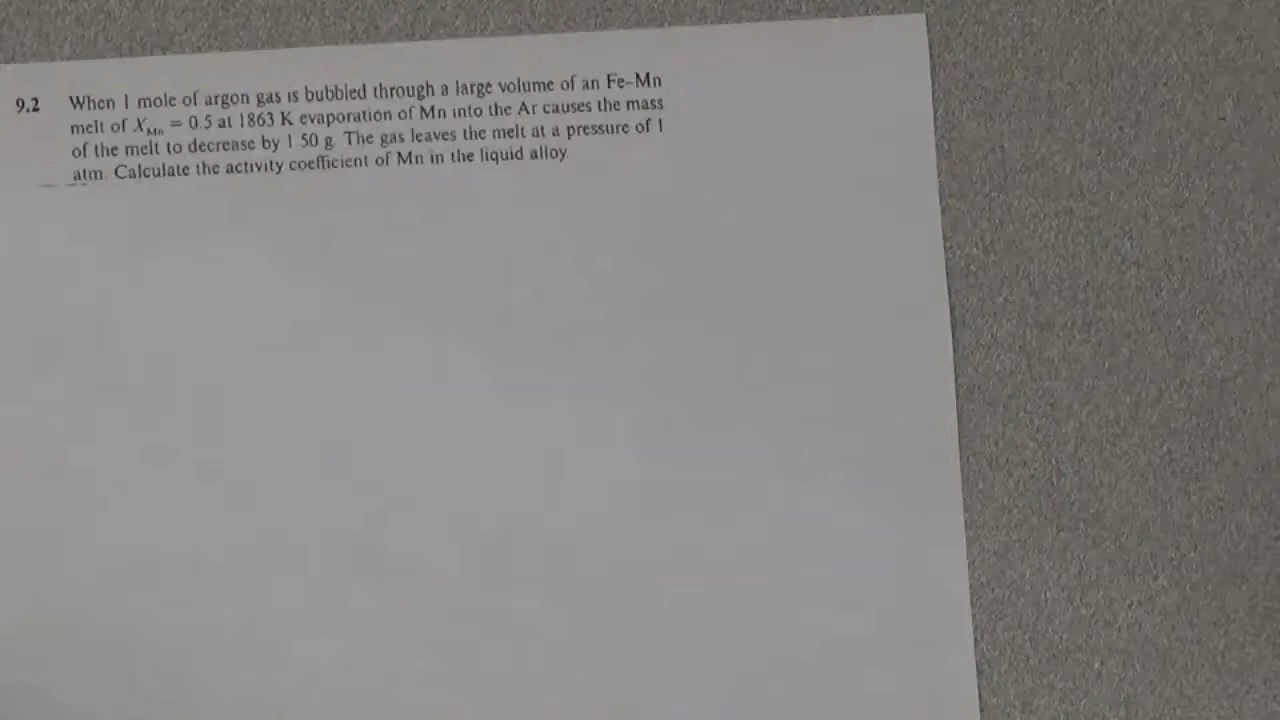 9.2 When 1 mole of argon gas is bubbled through a large volume of an Fe–Mn
melt of X_Mn = 0.5 at 1863 K evaporation of Mn into the Ar causes the mass
of the melt to decrease by 1 50 g The gas leaves the melt at a pressure of 1
atm. Calculate the activity coefficient of Mn in the liquid alloy